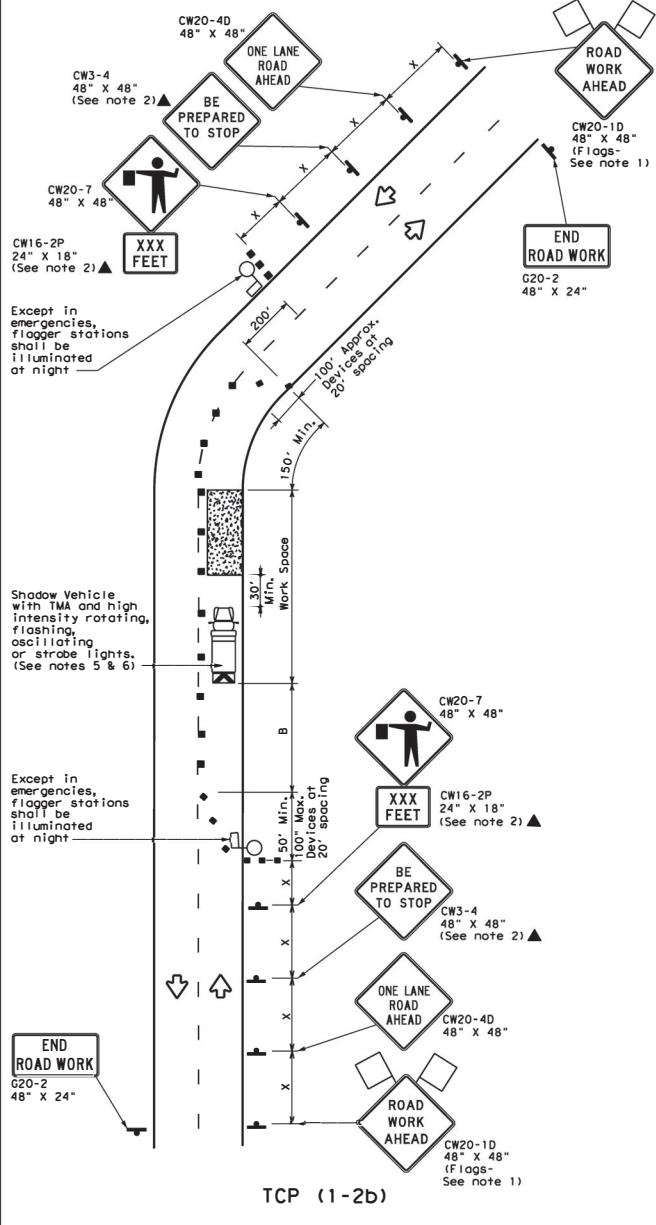 CW20-4D
48" X 48"
ONE LANE
ROAD
AHEAD
ROAD
WORK
AHEAD
CW20-1D
48" X 48"
(Flags-
See note 1)
CW3-4
48" X 48"
(See note 2)▲
BE
PREPARED
TO STOP
X
X
X
CW20-7
48" X 48"
XXX
FEET
CW16-2P
24" X 18"
(See note 2)▲
END
ROAD WORK
G20-2
48" X 24"
Except in
emergencies,
flagger stations
shall be
illuminated
at night
200'
100' Approx.
Devices at
20' spacing
150' Min.
Work Space
30'
Min.
Shadow Vehicle
with TMA and high
intensity rotating,
flashing,
oscillating
or strobe lights.
(See notes 5 & 6)
B
50' Min.
100" Max.
Devices at
20' spacing
Except in
emergencies,
flagger stations
shall be
illuminated
at night
CW20-7
48" X 48"
XXX
FEET
CW16-2P
24" X 18"
(See note 2)▲
X
BE
PREPARED
TO STOP
CW3-4
48" X 48"
(See note 2)▲
X
ONE LANE
ROAD
AHEAD
CW20-4D
48" X 48"
X
X
END
ROAD WORK
G20-2
48" X 24"
ROAD
WORK
AHEAD
CW20-1D
48" X 48"
(Flags-
See note 1)
TCP (1-2b)